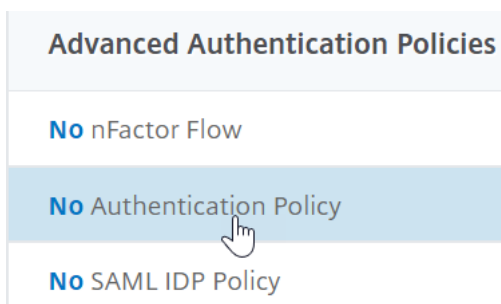 Advanced Authentication Policies
No nFactor Flow
No Authentication Policy
No SAML IDP Policy